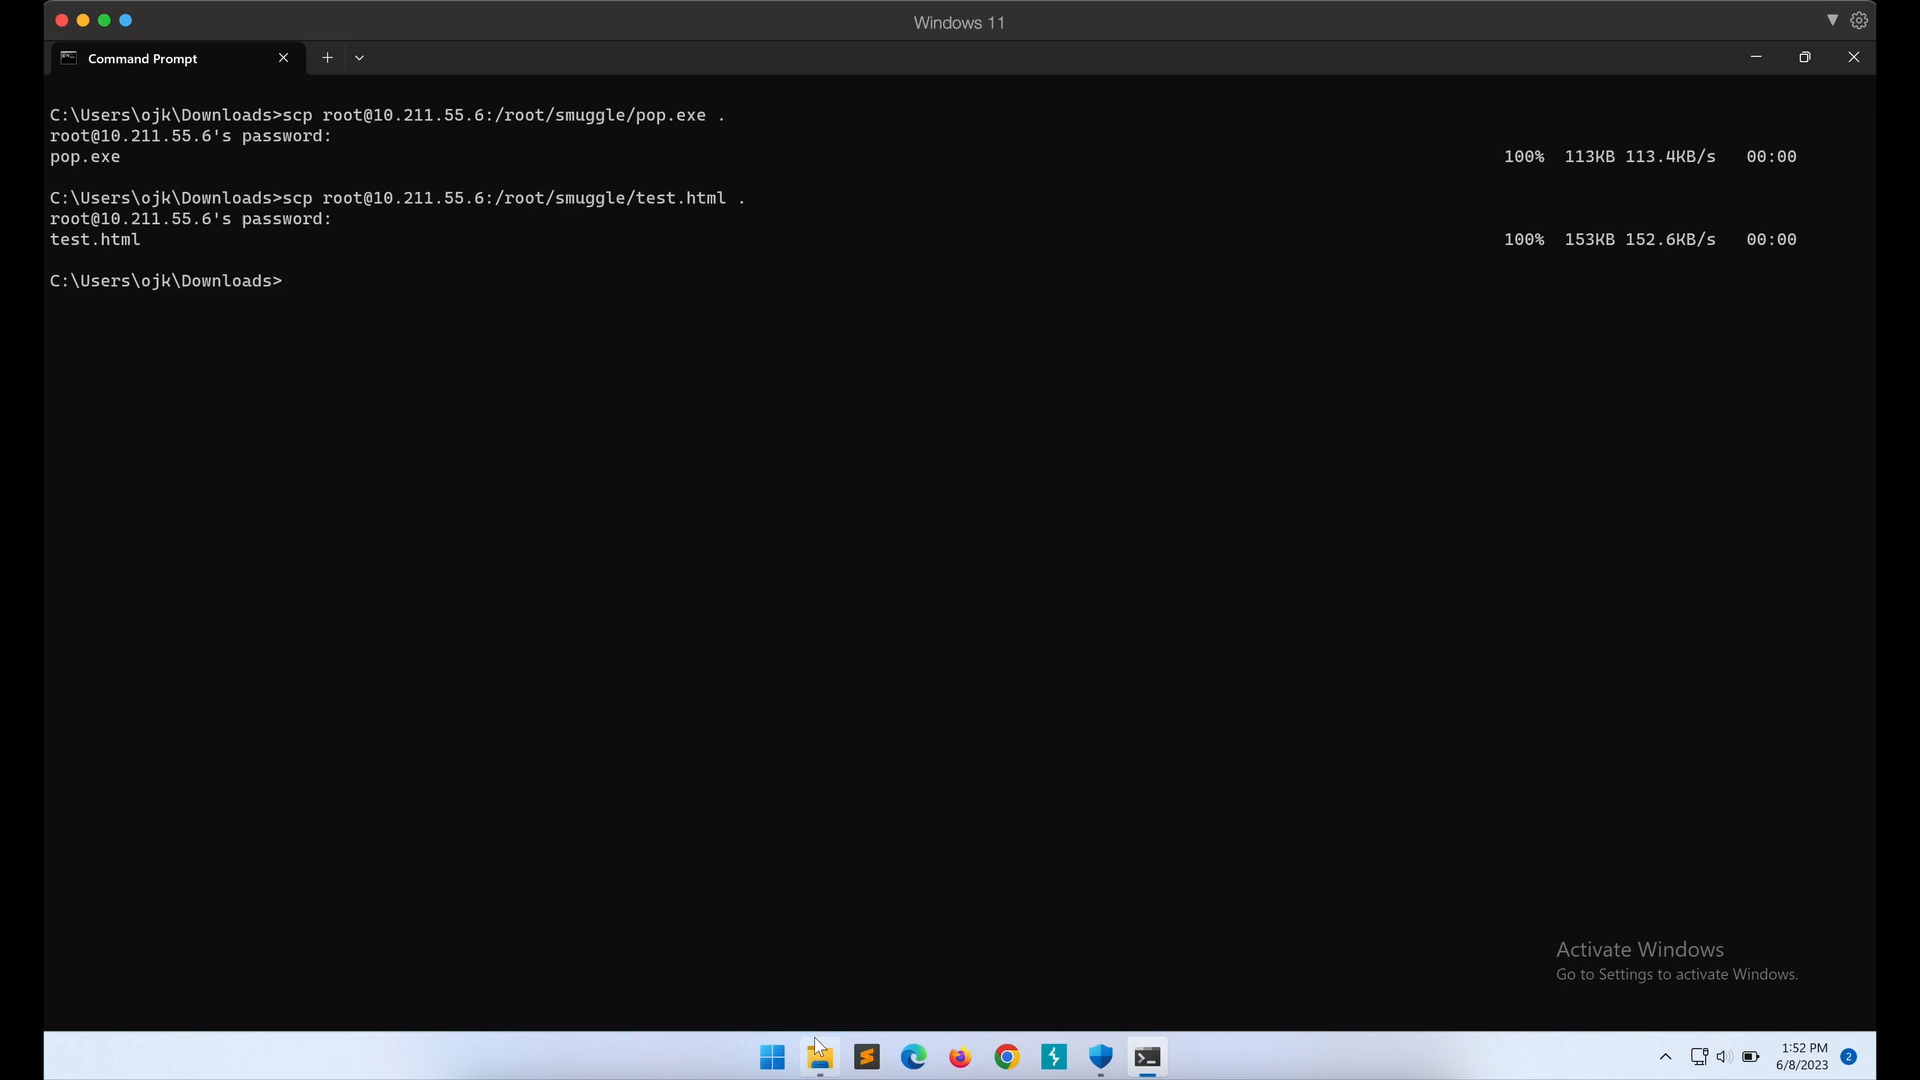 Windows 11
Command Prompt
C:\Users\ojk\Downloads>scp root@10.211.55.6:/root/smuggle/pop.exe .
root@10.211.55.6's password:
pop.exe 100% 113KB 113.4KB/s 00:00
C:\Users\ojk\Downloads>scp root@10.211.55.6:/root/smuggle/test.html .
root@10.211.55.6's password:
test.html 100% 153KB 152.6KB/s 00:00
C:\Users\ojk\Downloads>
Activate Windows
Go to Settings to activate Windows.
1:52 PM
6/8/2023
2